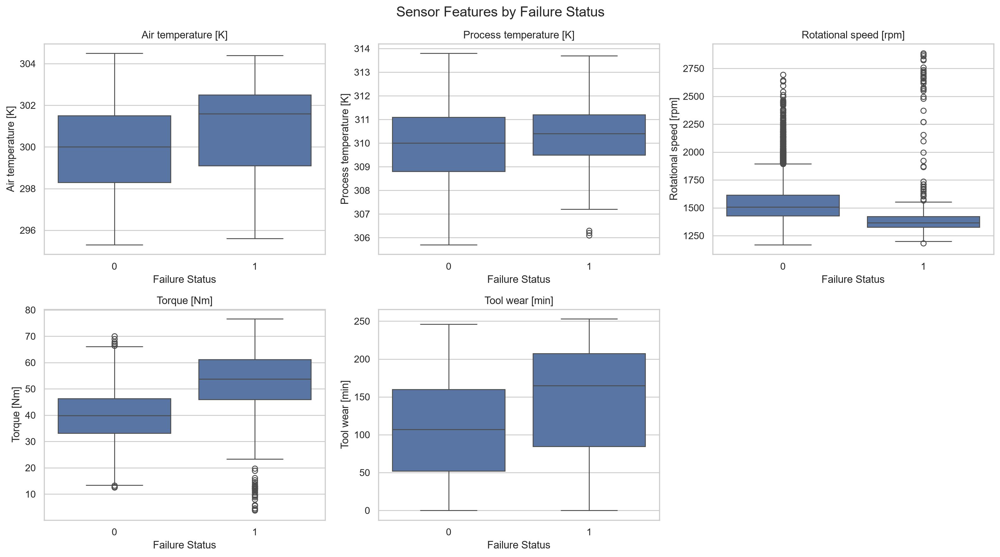 Sensor Features by Failure Status
Air temperature [K]
Air temperature [K]
304
302
300
298
296
0 1
Failure Status
Process temperature [K]
Process temperature [K]
314
313
312
311
310
309
308
307
306
0 1
Failure Status
Rotational speed [rpm]
Rotational speed [rpm]
2750
2500
2250
2000
1750
1500
1250
0 1
Failure Status
Torque [Nm]
Torque [Nm]
80
70
60
50
40
30
20
10
0 1
Failure Status
Tool wear [min]
Tool wear [min]
250
200
150
100
50
0
0 1
Failure Status